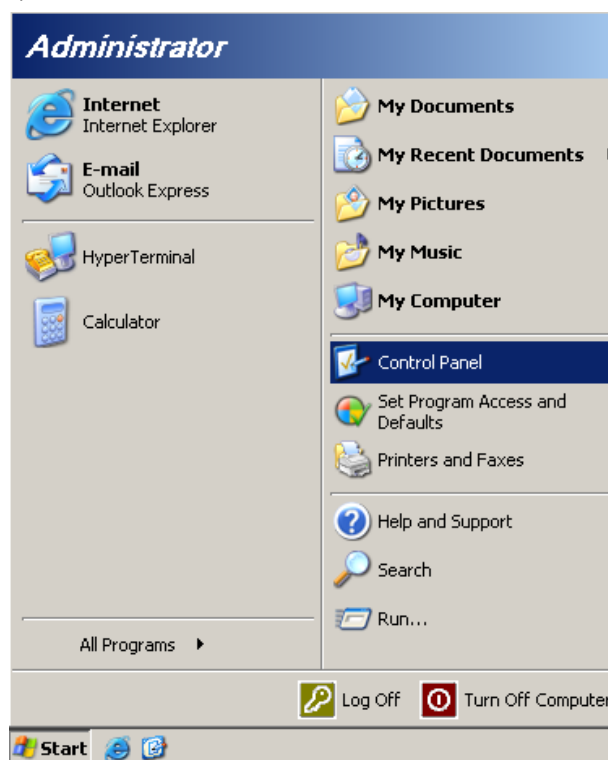 Administrator
Internet
Internet Explorer
E-mail
Outlook Express
HyperTerminal
Calculator
All Programs
My Documents
My Recent Documents
My Pictures
My Music
My Computer
Control Panel
Set Program Access and
Defaults
Printers and Faxes
Help and Support
Search
Run...
Log Off
Turn Off Computer
Start